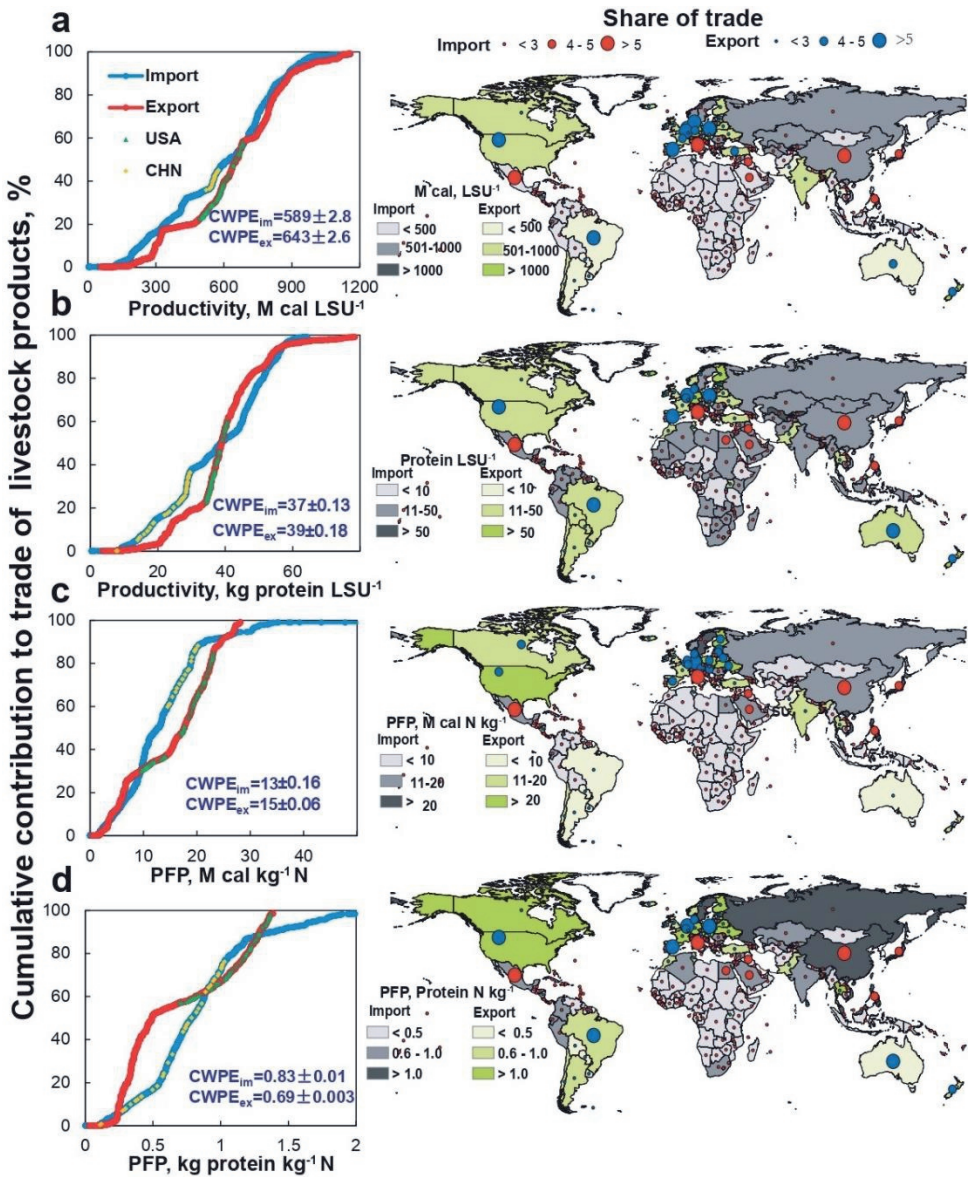 Cumulative contribution to trade of livestock products, %
Share of trade
Import < 3 4 - 5 > 5 Export < 3 4 - 5 >5
a
100
80
60
40
20
0
Import
Export
USA
CHN
CWPEim=589±2.8
CWPEex=643±2.6
0 300 600 900 1200
Productivity, M cal LSU-1
M cal, LSU-1
Import Export
< 500 < 500
501-1000 501-1000
> 1000 > 1000
b
100
80
60
40
20
0
CWPEim=37±0.13
CWPEex=39±0.18
0 20 40 60
Productivity, kg protein LSU-1
Protein LSU-1
Import Export
< 10 < 10
11-50 11-50
> 50 > 50
c
100
80
60
40
20
0
CWPEim=13±0.16
CWPEex=15±0.06
0 10 20 30 40
PFP, M cal kg-1 N
PFP, M cal N kg-1
Import Export
< 10 < 10
11-20 11-20
> 20 > 20
d
100
80
60
40
20
0
CWPEim=0.83±0.01
CWPEex=0.69±0.003
0 0.5 1 1.5 2
PFP, kg protein kg-1 N
PFP, Protein N kg-1
Import Export
< 0.5 < 0.5
0.6 - 1.0 0.6 - 1.0
> 1.0 > 1.0